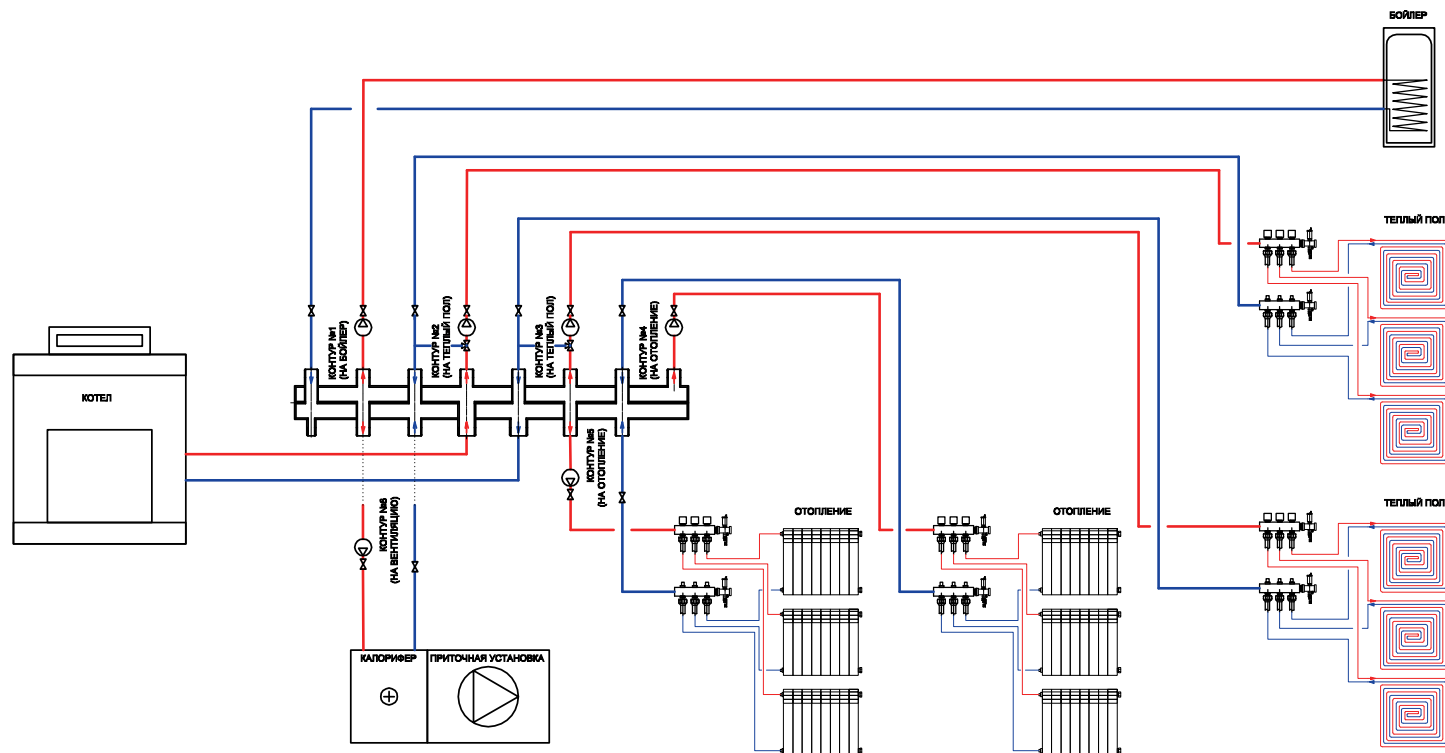 БОЙЛЕР
ТЕПЛЫЙ ПОЛ
КОНТУР №1
(НА БОЙЛЕР)
КОНТУР №2
(НА ТЕПЛЫЙ ПОЛ)
КОНТУР №3
(НА ТЕПЛЫЙ ПОЛ)
КОНТУР №4
(НА ОТОПЛЕНИЕ)
КОТЕЛ
КОНТУР №5
(НА ОТОПЛЕНИЕ)
КОНТУР №6
(НА ВЕНТИЛЯЦИЮ)
ОТОПЛЕНИЕ
ОТОПЛЕНИЕ
ТЕПЛЫЙ ПОЛ
КАЛОРИФЕР
ПРИТОЧНАЯ УСТАНОВКА